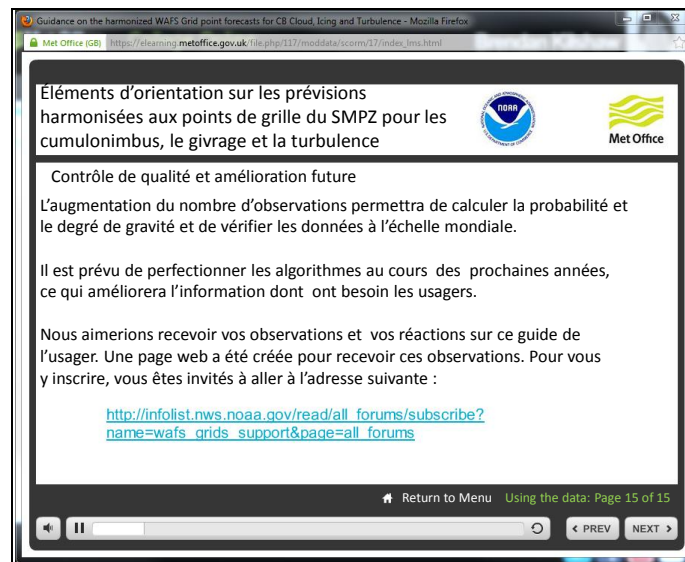 Guidance on the harmonized WAFS Grid point forecasts for CB Cloud, Icing and Turbulence - Mozilla Firefox
Met Office (GB) https://elearning.metoffice.gov.uk/file.php/117/moddata/scorm/17/index_lms.html
Éléments d'orientation sur les prévisions
harmonisées aux points de grille du SMPZ pour les
cumulonimbus, le givrage et la turbulence
NOAA
Met Office
Contrôle de qualité et amélioration future
L'augmentation du nombre d'observations permettra de calculer la probabilité et
le degré de gravité et de vérifier les données à l'échelle mondiale.
Il est prévu de perfectionner les algorithmes au cours des prochaines années,
ce qui améliorera l'information dont ont besoin les usagers.
Nous aimerions recevoir vos observations et vos réactions sur ce guide de
l'usager. Une page web a été créée pour recevoir ces observations. Pour vous
y inscrire, vous êtes invités à aller à l'adresse suivante :
http://infolist.nws.noaa.gov/read/all_forums/subscribe?
name=wafs_grids_support&page=all_forums
Return to Menu Using the data: Page 15 of 15
PREV NEXT